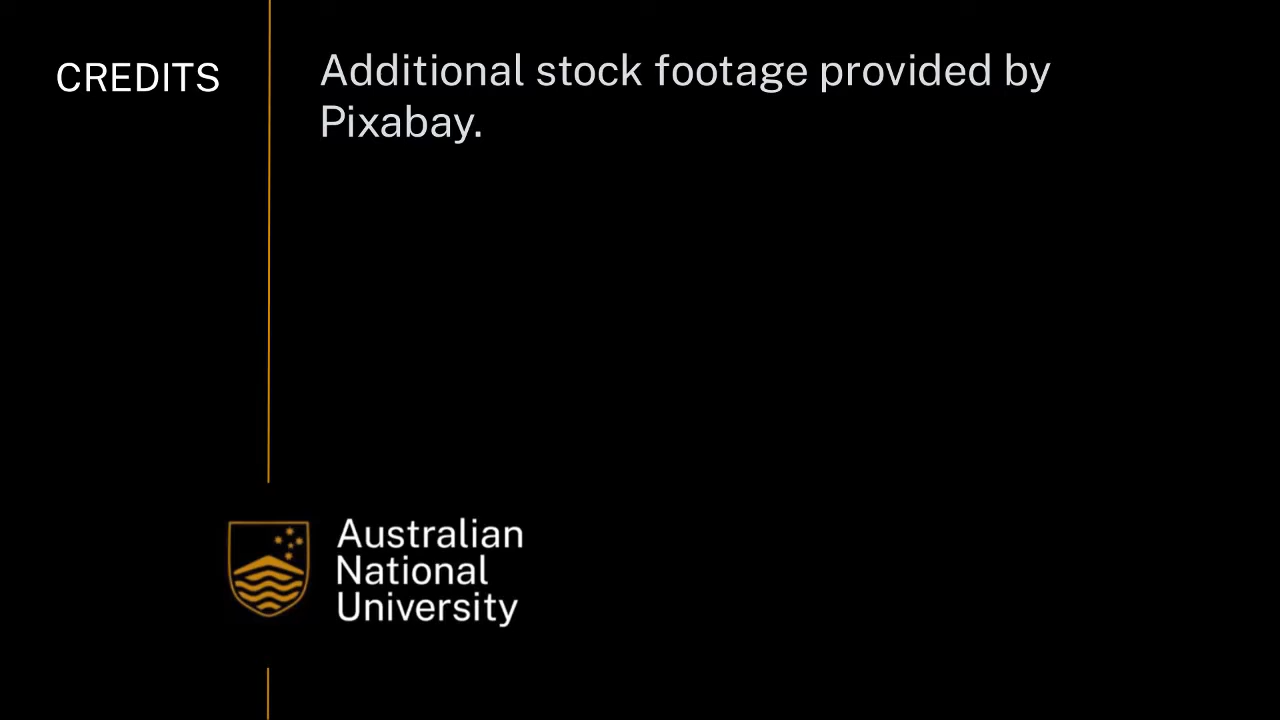 CREDITS
Additional stock footage provided by
Pixabay.
Australian
National
University